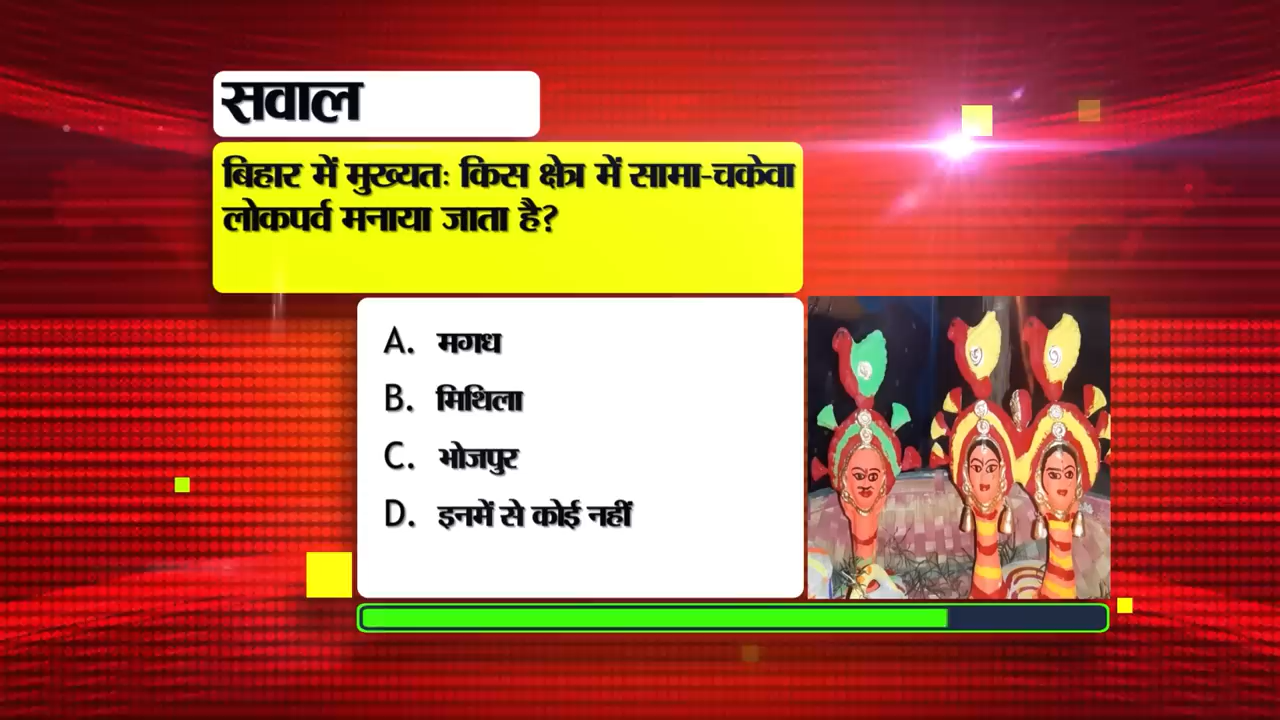 सवाल
बिहार में मुख्यतः किस क्षेत्र में सामा-चकेवा
लोकपर्व मनाया जाता है?
A. मगध
B. मिथिला
C. भोजपुर
D. इनमें से कोई नहीं